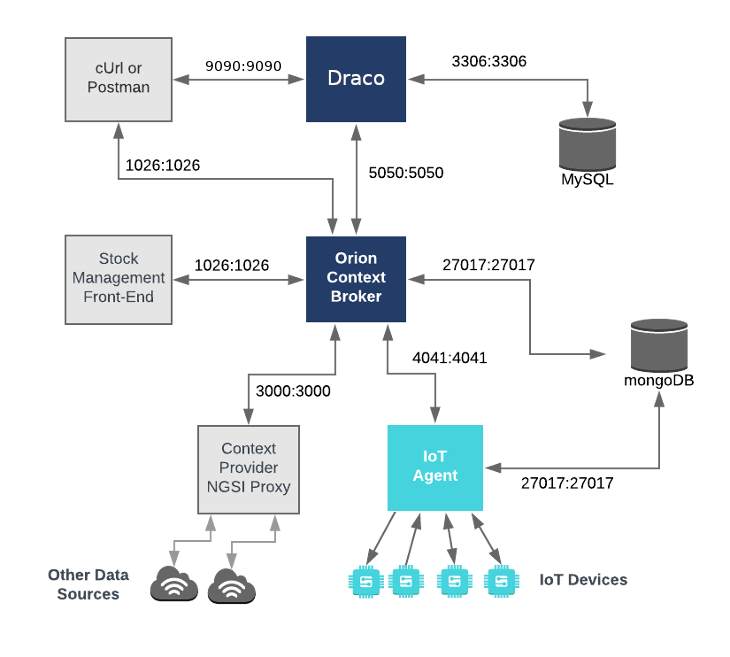 cUrl or
Postman
9090:9090
Draco
3306:3306
MySQL
1026:1026
5050:5050
Stock
Management
Front-End
1026:1026
Orion
Context
Broker
27017:27017
mongoDB
4041:4041
3000:3000
Context
Provider
NGSI Proxy
IoT
Agent
27017:27017
Other Data
Sources
IoT Devices